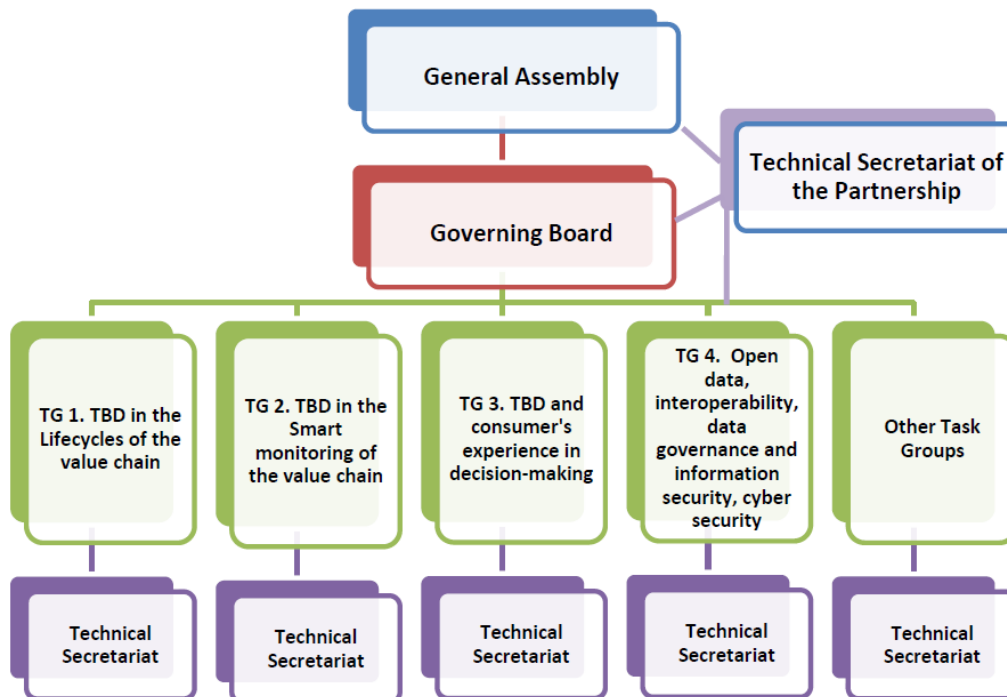 General Assembly
Technical Secretariat of
the Partnership
Governing Board
TG 1. TBD in the
Lifecycles of the
value chain
TG 2. TBD in the
Smart
monitoring of
the value chain
TG 3. TBD and
consumer's
experience in
decision-making
TG 4.  Open
data,
interoperability,
data
governance and
information
security, cyber
security
Other Task
Groups
Technical
Secretariat
Technical
Secretariat
Technical
Secretariat
Technical
Secretariat
Technical
Secretariat